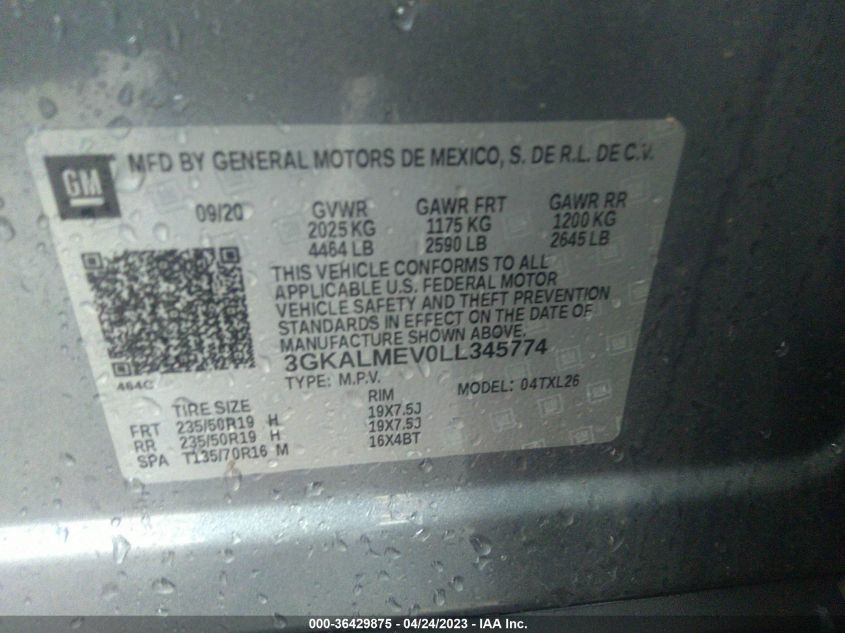 GM
MFD BY GENERAL MOTORS DE MEXICO, S. DE R.L. DE C.V.
09/20 GVWR GAWR FRT GAWR RR
2025 KG 1175 KG 1200 KG
4464 LB 2590 LB 2645 LB
THIS VEHICLE CONFORMS TO ALL
APPLICABLE U.S. FEDERAL MOTOR
VEHICLE SAFETY AND THEFT PREVENTION
STANDARDS IN EFFECT ON THE DATE OF
MANUFACTURE SHOWN ABOVE.
3GKALMEV0LL345774
464C TYPE: M.P.V. MODEL: 04TXL26
TIRE SIZE RIM
FRT 235/50R19 H 19X7.5J
RR 235/50R19 H 19X7.5J
SPA T135/70R16 M 16X4BT
000-36429875 - 04/24/2023 - IAA Inc.